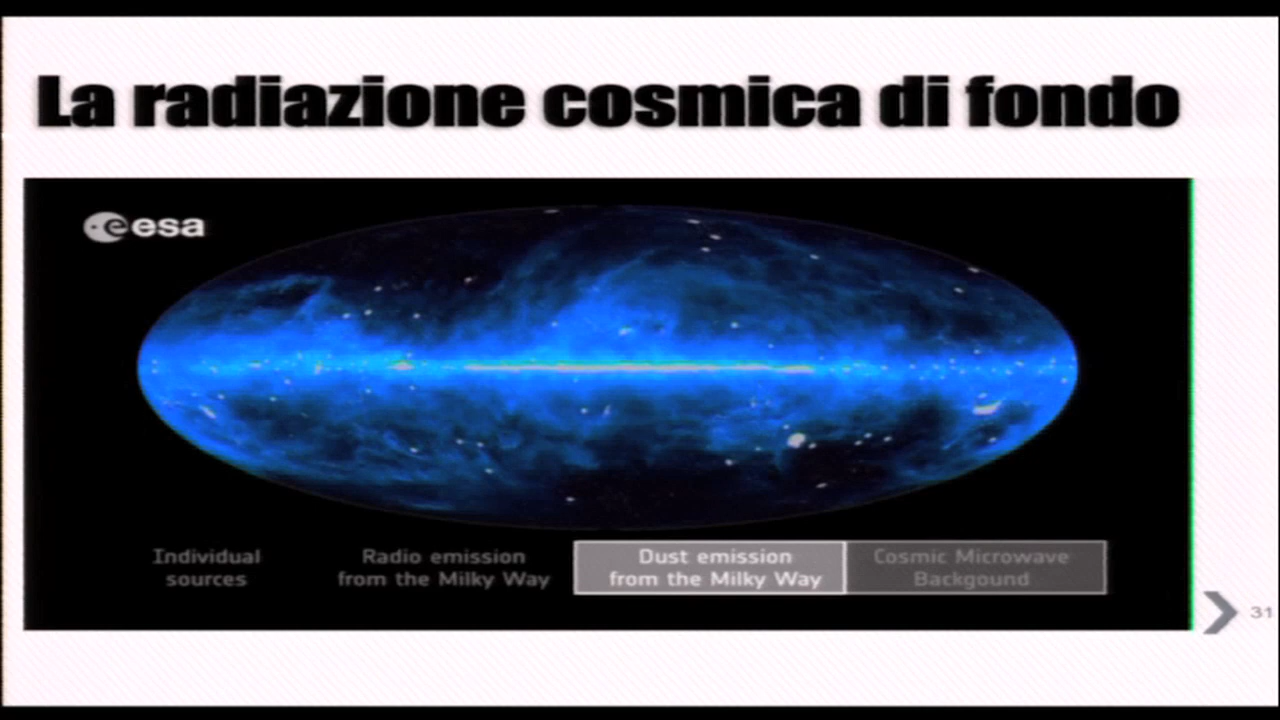 La radiazione cosmica di fondo
esa
Individual
sources
Radio emission
from the Milky Way
Dust emission
from the Milky Way
Cosmic Microwave
Backgound
31